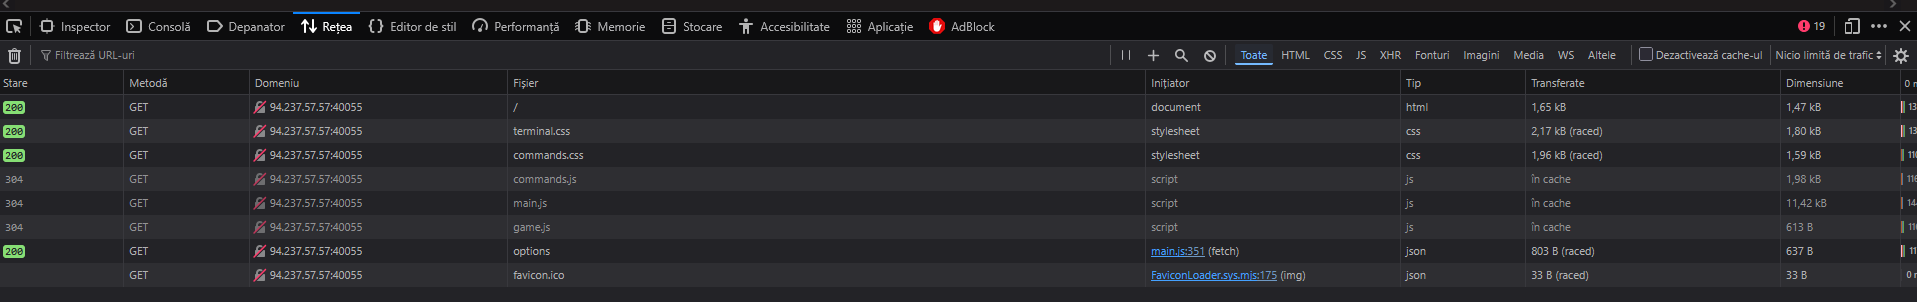 Inspector Consolă Depanator Rețea Editor de stil Performanță Memorie Stocare Accesibilitate Aplicație AdBlock 19
Filtrează URL-uri Toate HTML CSS JS XHR Fonturi Imagini Media WS Altele Dezactivează cache-ul Nicio limită de trafic
Stare Metodă Domeniu Fișier Inițiator Tip Transferate Dimensiune 0 m
200 GET 94.237.57.57:40055 / document html 1,65 kB 1,47 kB 13
200 GET 94.237.57.57:40055 terminal.css stylesheet css 2,17 kB (raced) 1,80 kB 13
200 GET 94.237.57.57:40055 commands.css stylesheet css 1,96 kB (raced) 1,59 kB 110
304 GET 94.237.57.57:40055 commands.js script js în cache 1,98 kB 116
304 GET 94.237.57.57:40055 main.js script js în cache 11,42 kB 144
304 GET 94.237.57.57:40055 game.js script js în cache 613 B 110
200 GET 94.237.57.57:40055 options main.js:351 (fetch) json 803 B (raced) 637 B 11
GET 94.237.57.57:40055 favicon.ico FaviconLoader.sys.mjs:175 (img) json 33 B (raced) 33 B 0 m